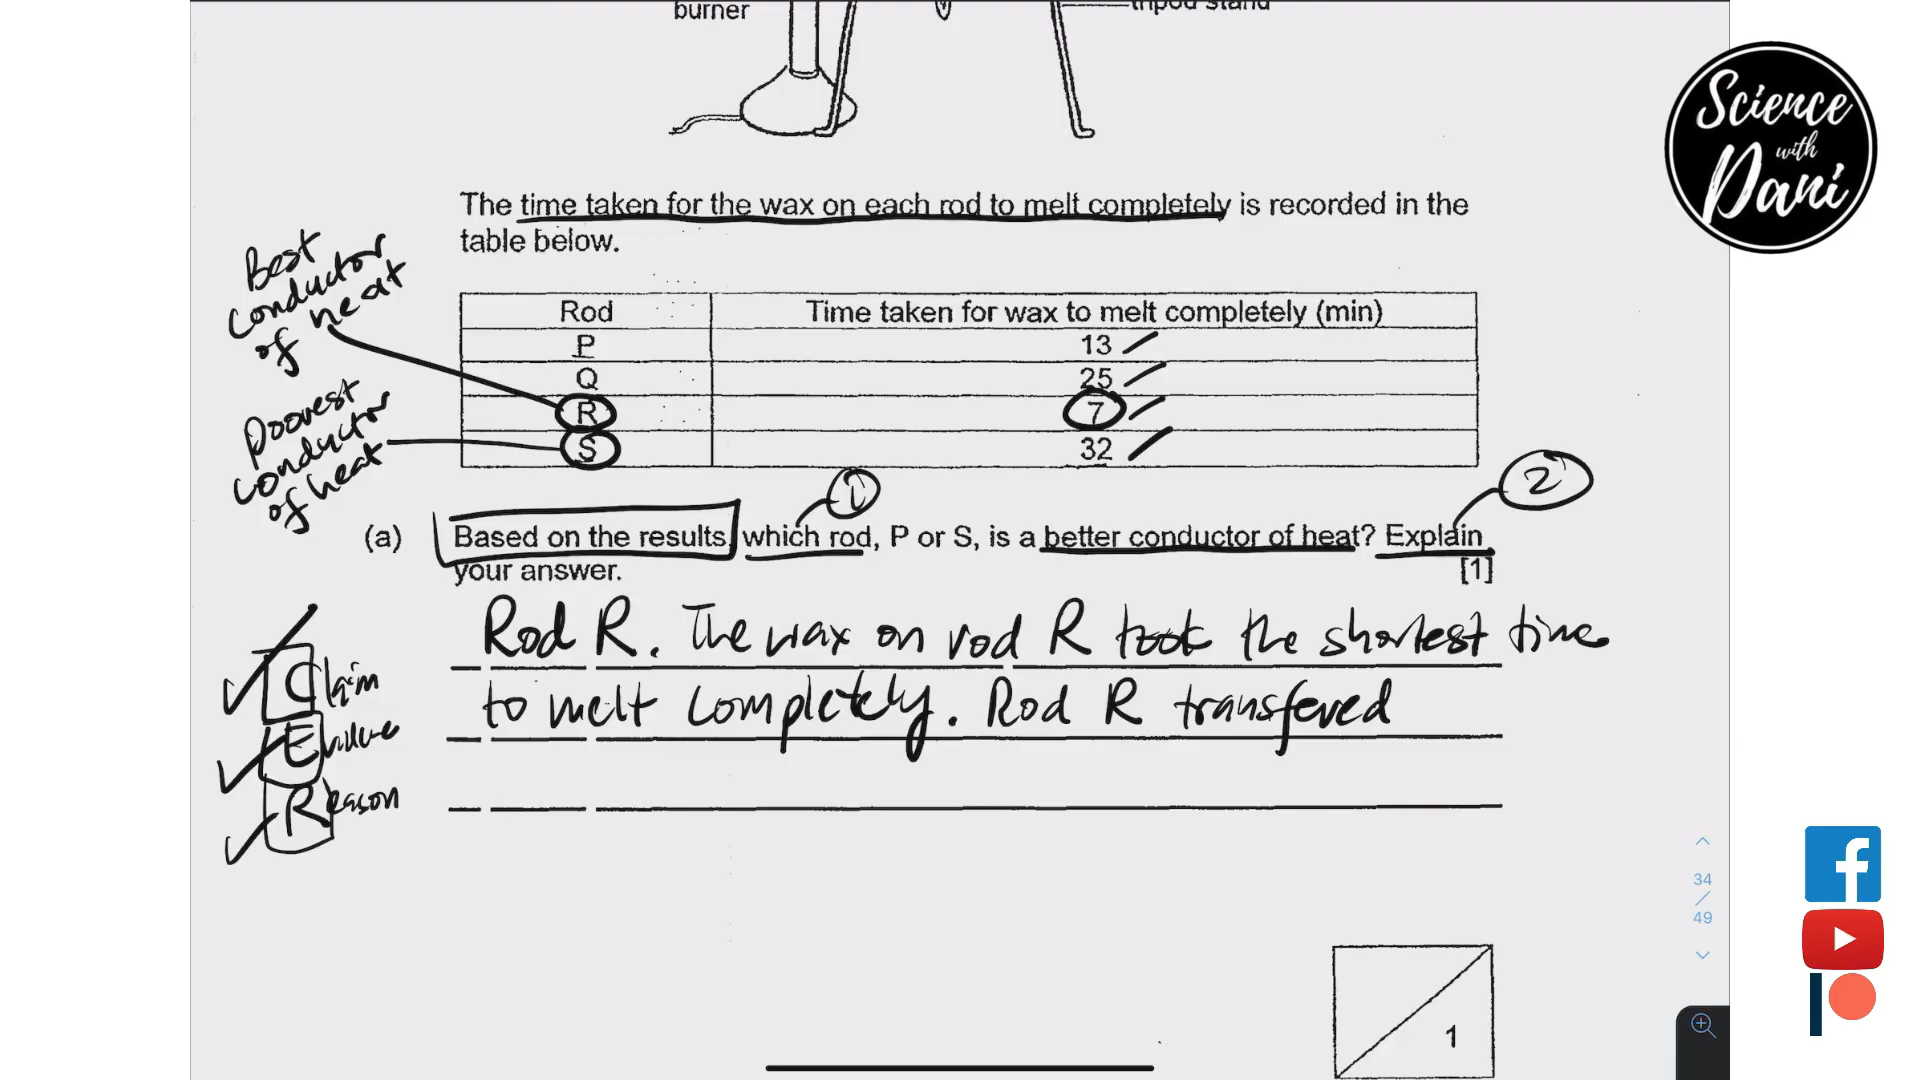 burner
tripod stand
Science
with
Dani
The time taken for the wax on each rod to melt completely is recorded in the
table below.
Best
conductor
of heat
Rod Time taken for wax to melt completely (min)
P 13
Q 25
R 7
S 32
Poorest
conductor
of heat
1
2
(a) Based on the results, which rod, P or S, is a better conductor of heat? Explain
your answer. [1]
Rod R. The wax on rod R took the shortest time
to melt completely. Rod R transfered
Claim
Reason
34
/
49
1